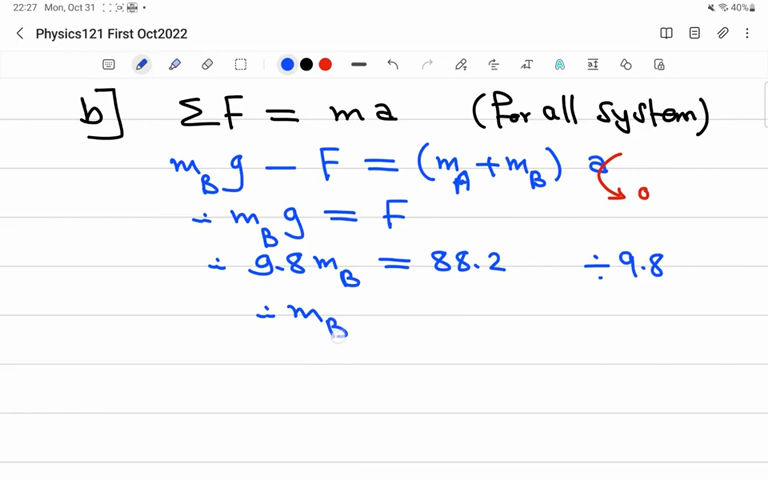 22:27 Mon, Oct 31 40%
Physics121 First Oct2022
b] ΣF = ma (For all system)
m_B g − F = (m_A + m_B) a 0
∴ m_B g = F
∴ 9.8 m_B = 88.2 ÷ 9.8
∴ m_B